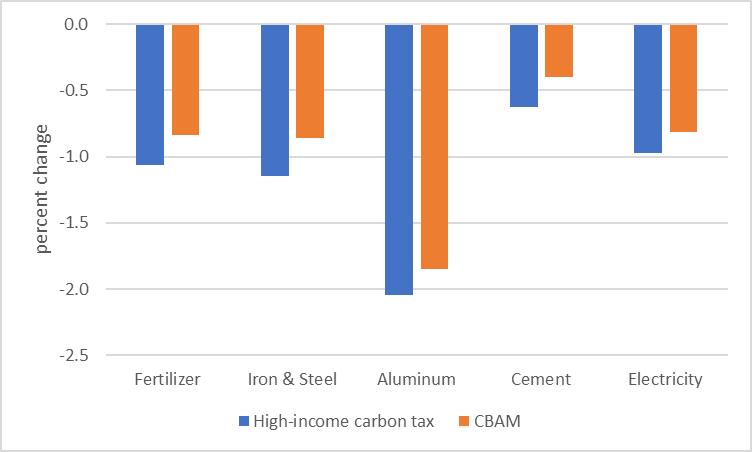 0.0
-0.5
-1.0
-1.5
-2.0
-2.5
percent change
Fertilizer Iron & Steel Aluminum Cement Electricity
High-income carbon tax CBAM